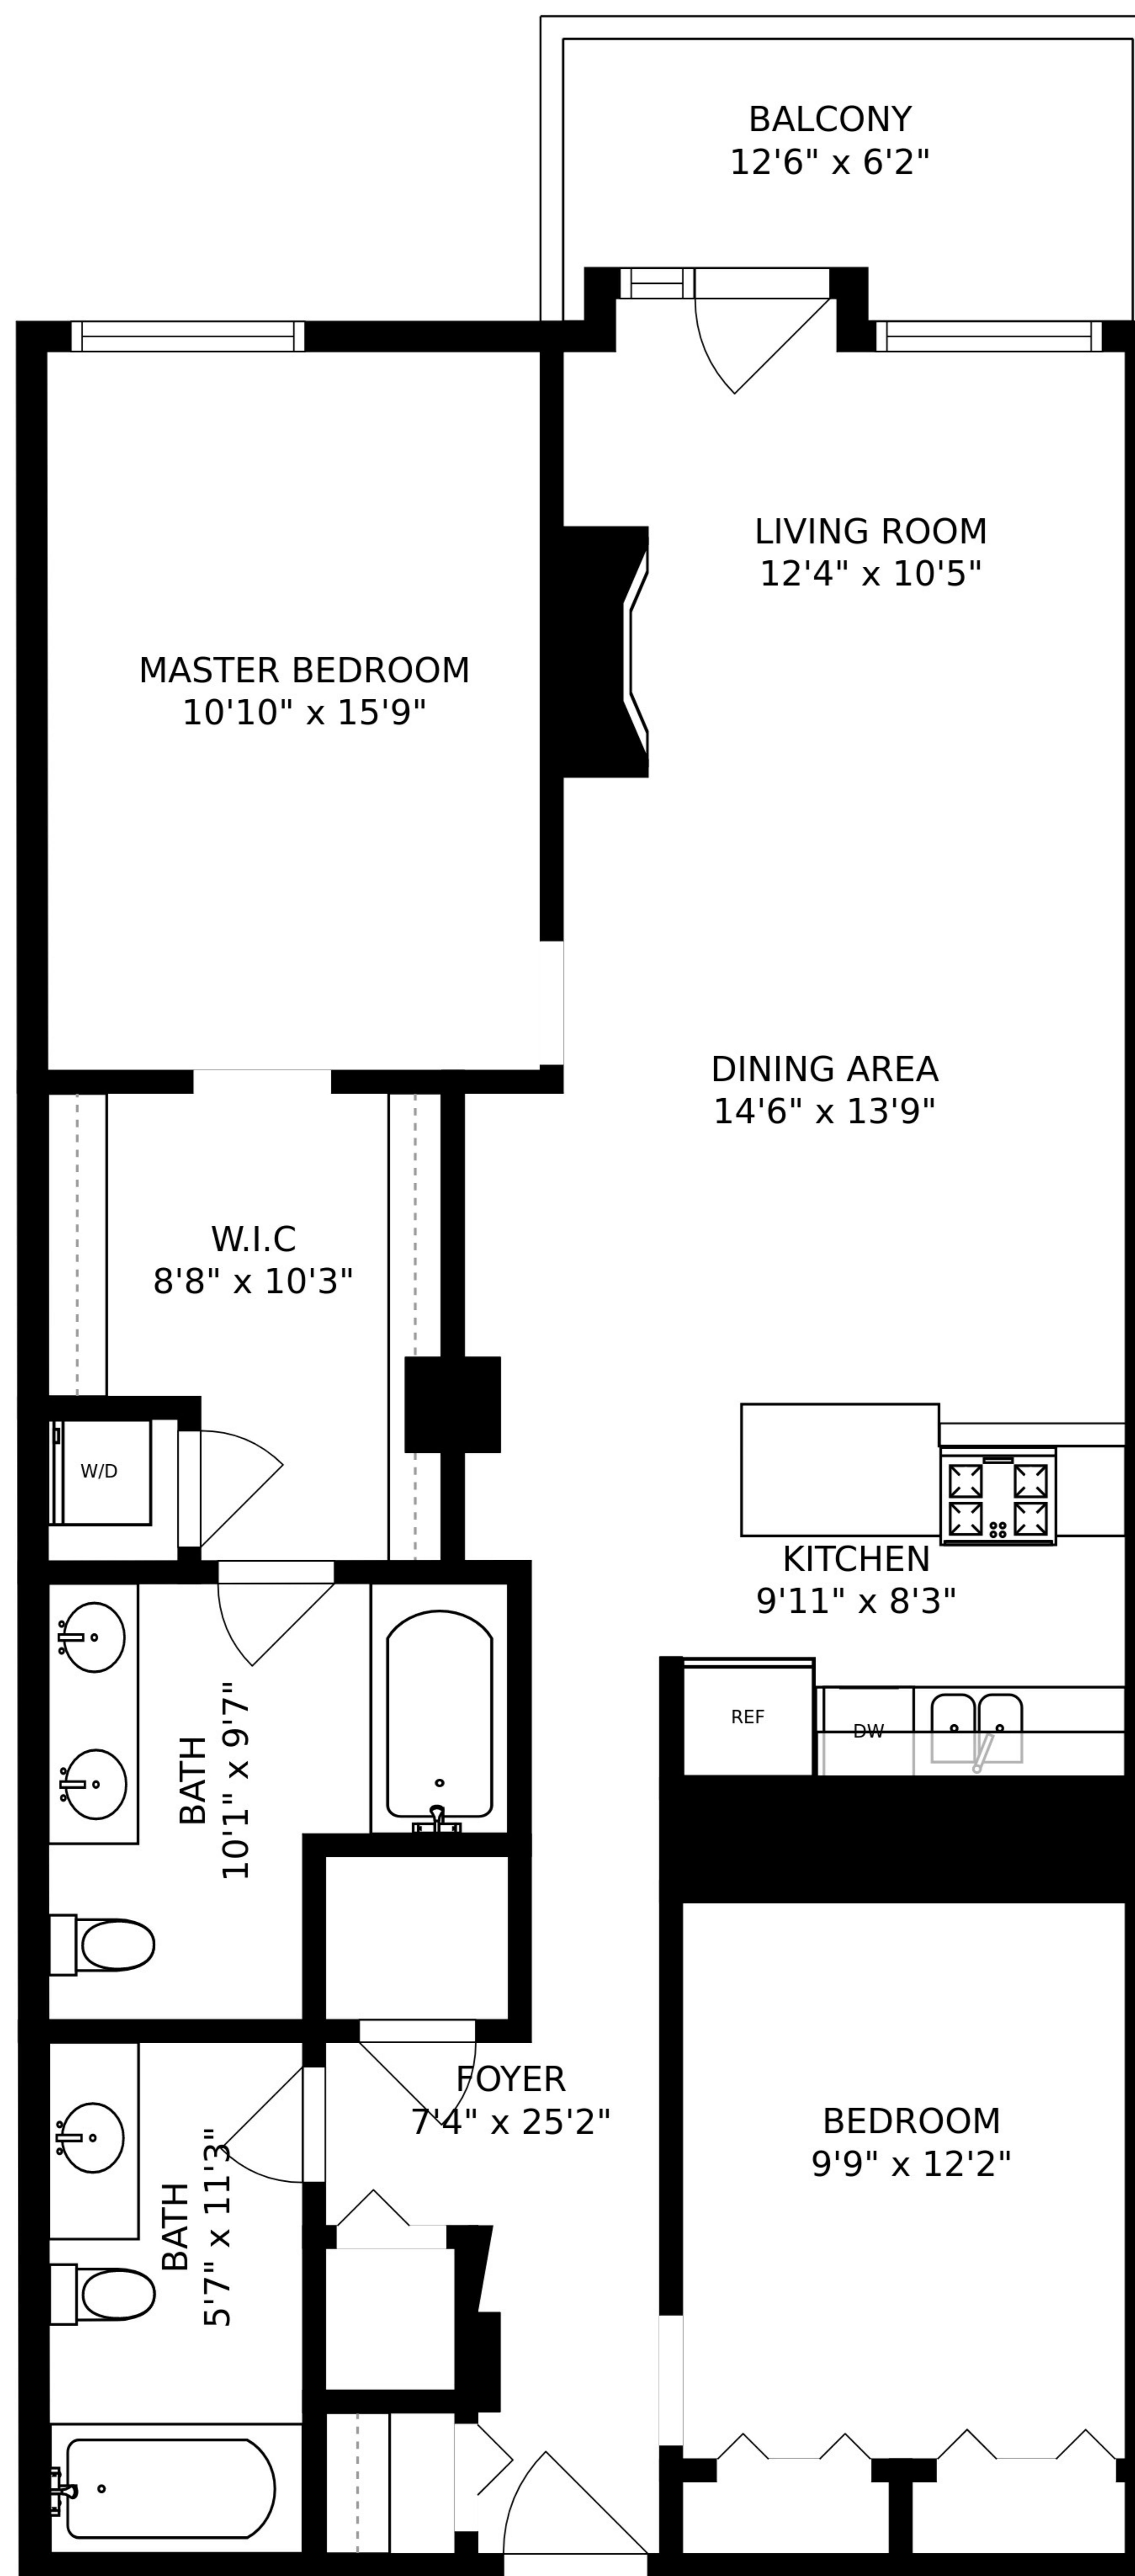 BALCONY
12'6" x 6'2"
LIVING ROOM
12'4" x 10'5"
MASTER BEDROOM
10'10" x 15'9"
DINING AREA
14'6" x 13'9"
W.I.C
8'8" x 10'3"
W/D
KITCHEN
9'11" x 8'3"
REF
DW
BATH
10'1" x 9'7"
FOYER
7'4" x 25'2"
BEDROOM
9'9" x 12'2"
BATH
5'7" x 11'3"